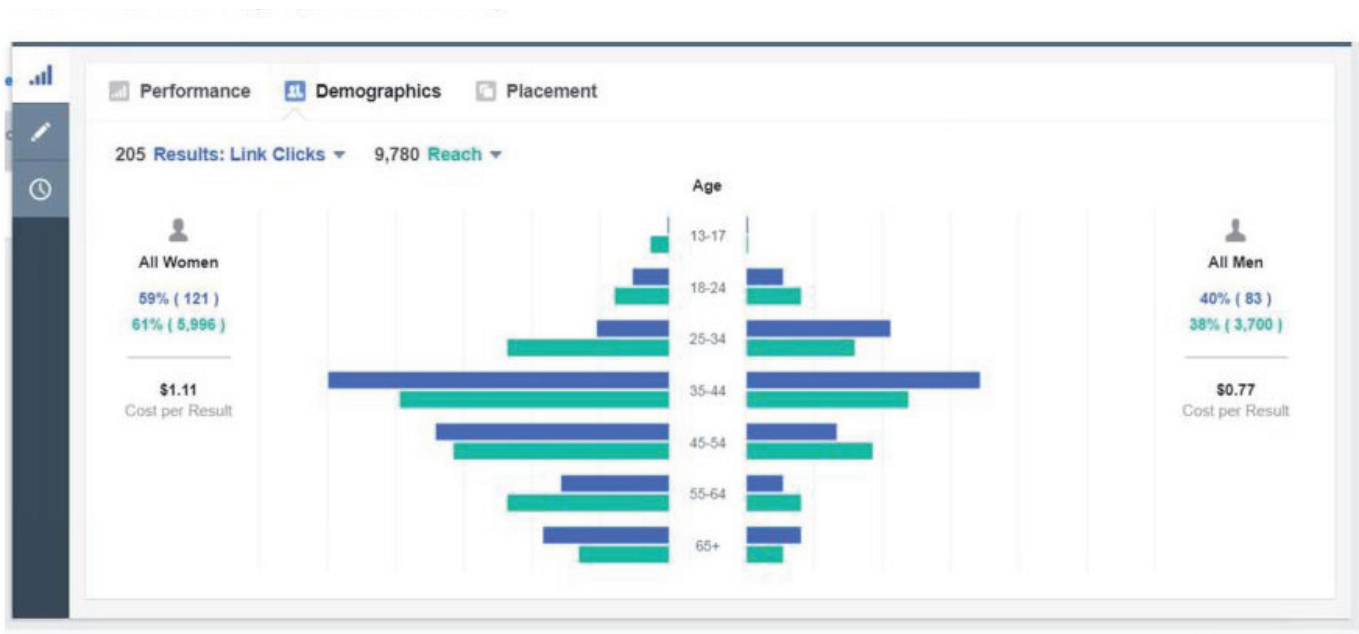 Performance Demographics Placement
205 Results: Link Clicks 9,780 Reach
Age
All Women
59% ( 121 )
61% ( 5,996 )
$1.11
Cost per Result
13-17
18-24
25-34
35-44
45-54
55-64
65+
All Men
40% ( 83 )
38% ( 3,700 )
$0.77
Cost per Result